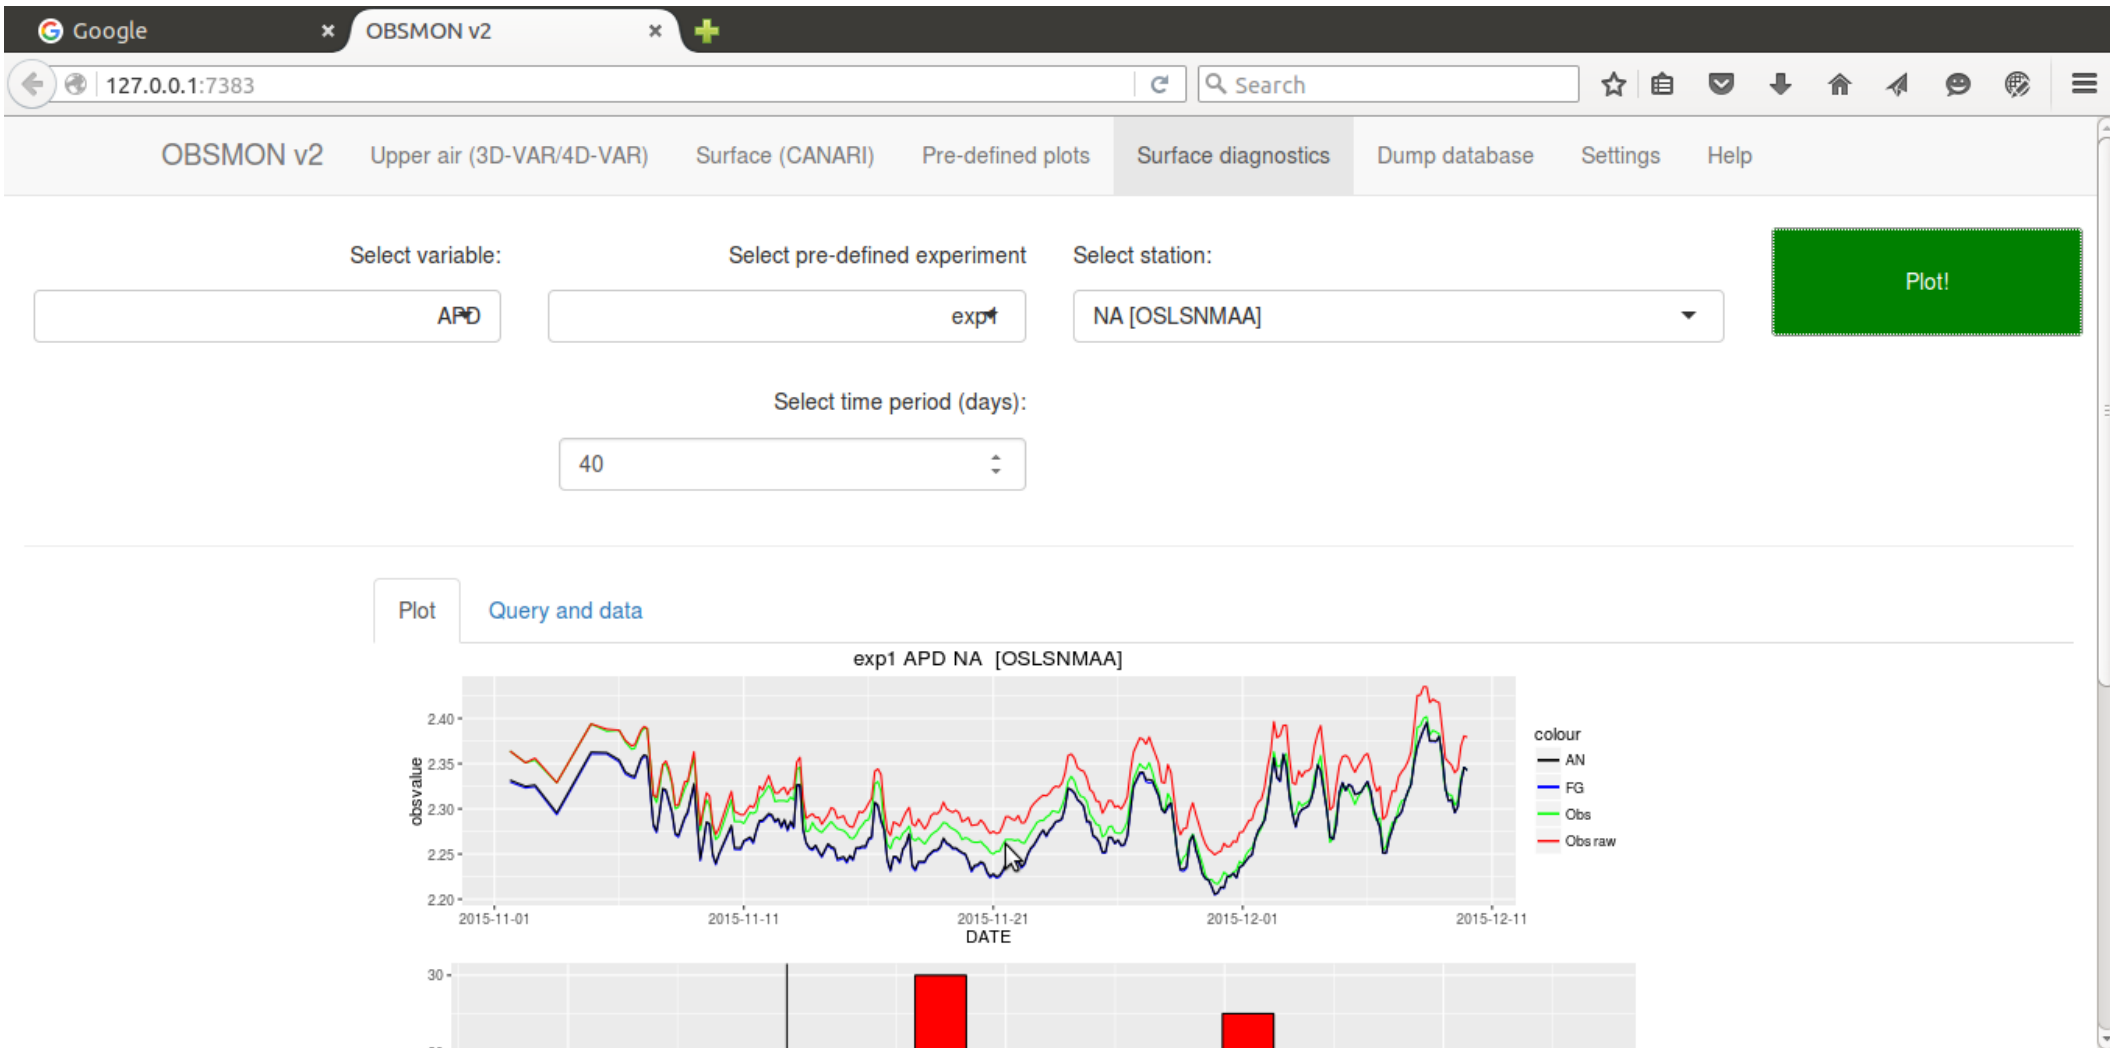 Google
OBSMON v2
127.0.0.1:7383
Search
OBSMON v2
Upper air (3D-VAR/4D-VAR)
Surface (CANARI)
Pre-defined plots
Surface diagnostics
Dump database
Settings
Help
Select variable:
Select pre-defined experiment
Select station:
APD
exp1
NA [OSLSNMAA]
Plot!
Select time period (days):
40
Plot
Query and data
exp1 APD NA [OSLSNMAA]
obsvalue
2.40
2.35
2.30
2.25
2.20
2015-11-01
2015-11-11
2015-11-21
2015-12-01
2015-12-11
DATE
colour
AN
FG
Obs
Obs raw
30